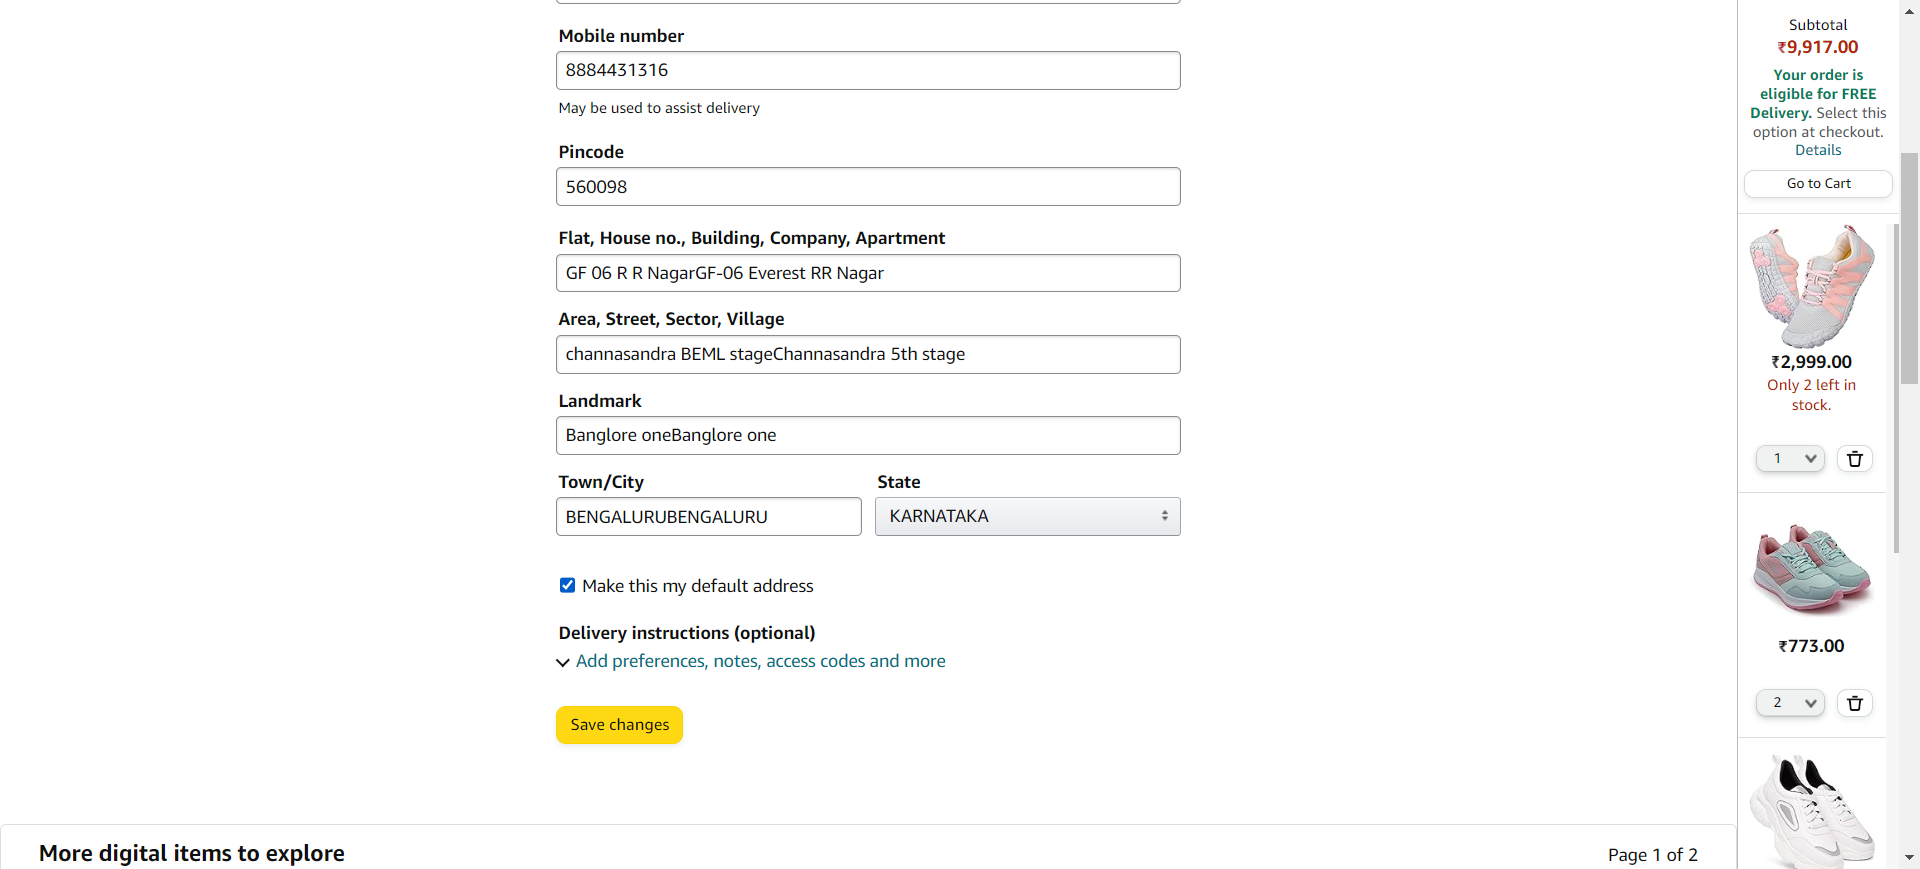 Mobile number
8884431316
May be used to assist delivery
Pincode
560098
Flat, House no., Building, Company, Apartment
GF 06 R R NagarGF-06 Everest RR Nagar
Area, Street, Sector, Village
channasandra BEML stageChannasandra 5th stage
Landmark
Banglore oneBanglore one
Town/City
State
BENGALURUBENGALURU
KARNATAKA
Make this my default address
Delivery instructions (optional)
Add preferences, notes, access codes and more
Save changes
More digital items to explore
Page 1 of 2
Subtotal
₹9,917.00
Your order is
eligible for FREE
Delivery. Select this
option at checkout.
Details
Go to Cart
₹2,999.00
Only 2 left in
stock.
1
₹773.00
2